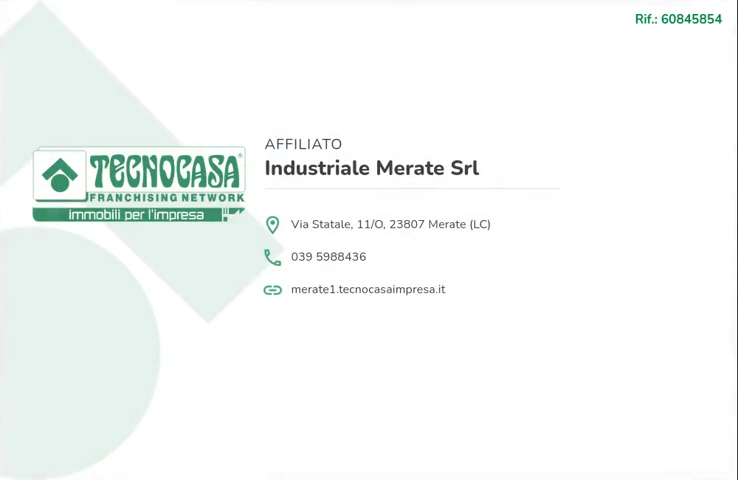 Rif.: 60845854
AFFILIATO
Industriale Merate Srl
TECNOCASA®
FRANCHISING NETWORK
immobili per l'impresa
Via Statale, 11/O, 23807 Merate (LC)
039 5988436
merate1.tecnocasaimpresa.it